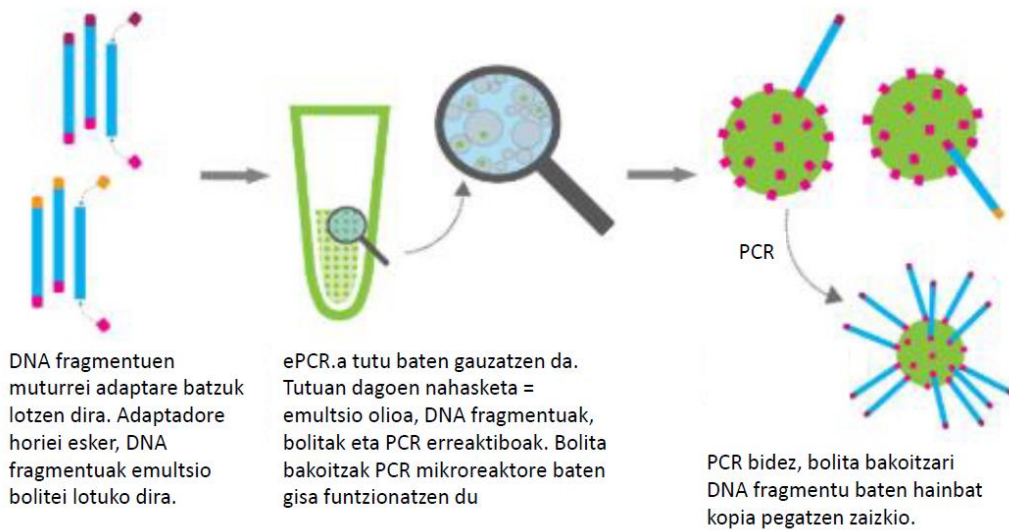 PCR
DNA fragmentuen
muturrei adaptare batzuk
lotzen dira. Adaptadore
horiei esker, DNA
fragmentuak emultsio
bolitei lotuko dira.
ePCR.a tutu baten gauzatzen da.
Tutuan dagoen nahasketa =
emultsio olioa, DNA fragmentuak,
bolitak eta PCR erreaktiboak. Bolita
bakoitzak PCR mikroreaktore baten
gisa funtzionatzen du
PCR bidez, bolita bakoitzari
DNA fragmentu baten hainbat
kopia pegatzen zaizkio.